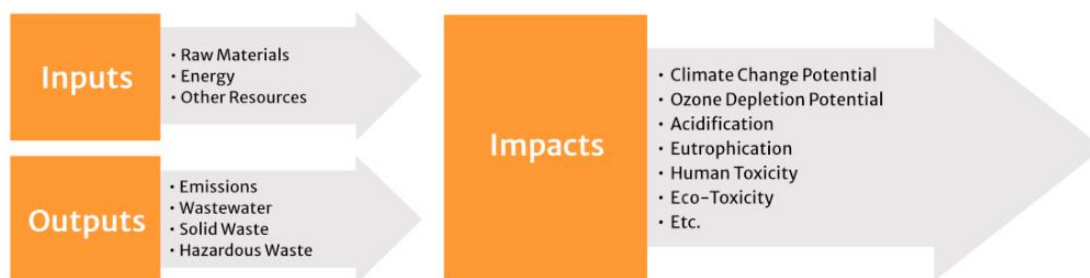 Inputs
• Raw Materials
• Energy
• Other Resources
Outputs
• Emissions
• Wastewater
• Solid Waste
• Hazardous Waste
Impacts
• Climate Change Potential
• Ozone Depletion Potential
• Acidification
• Eutrophication
• Human Toxicity
• Eco-Toxicity
• Etc.